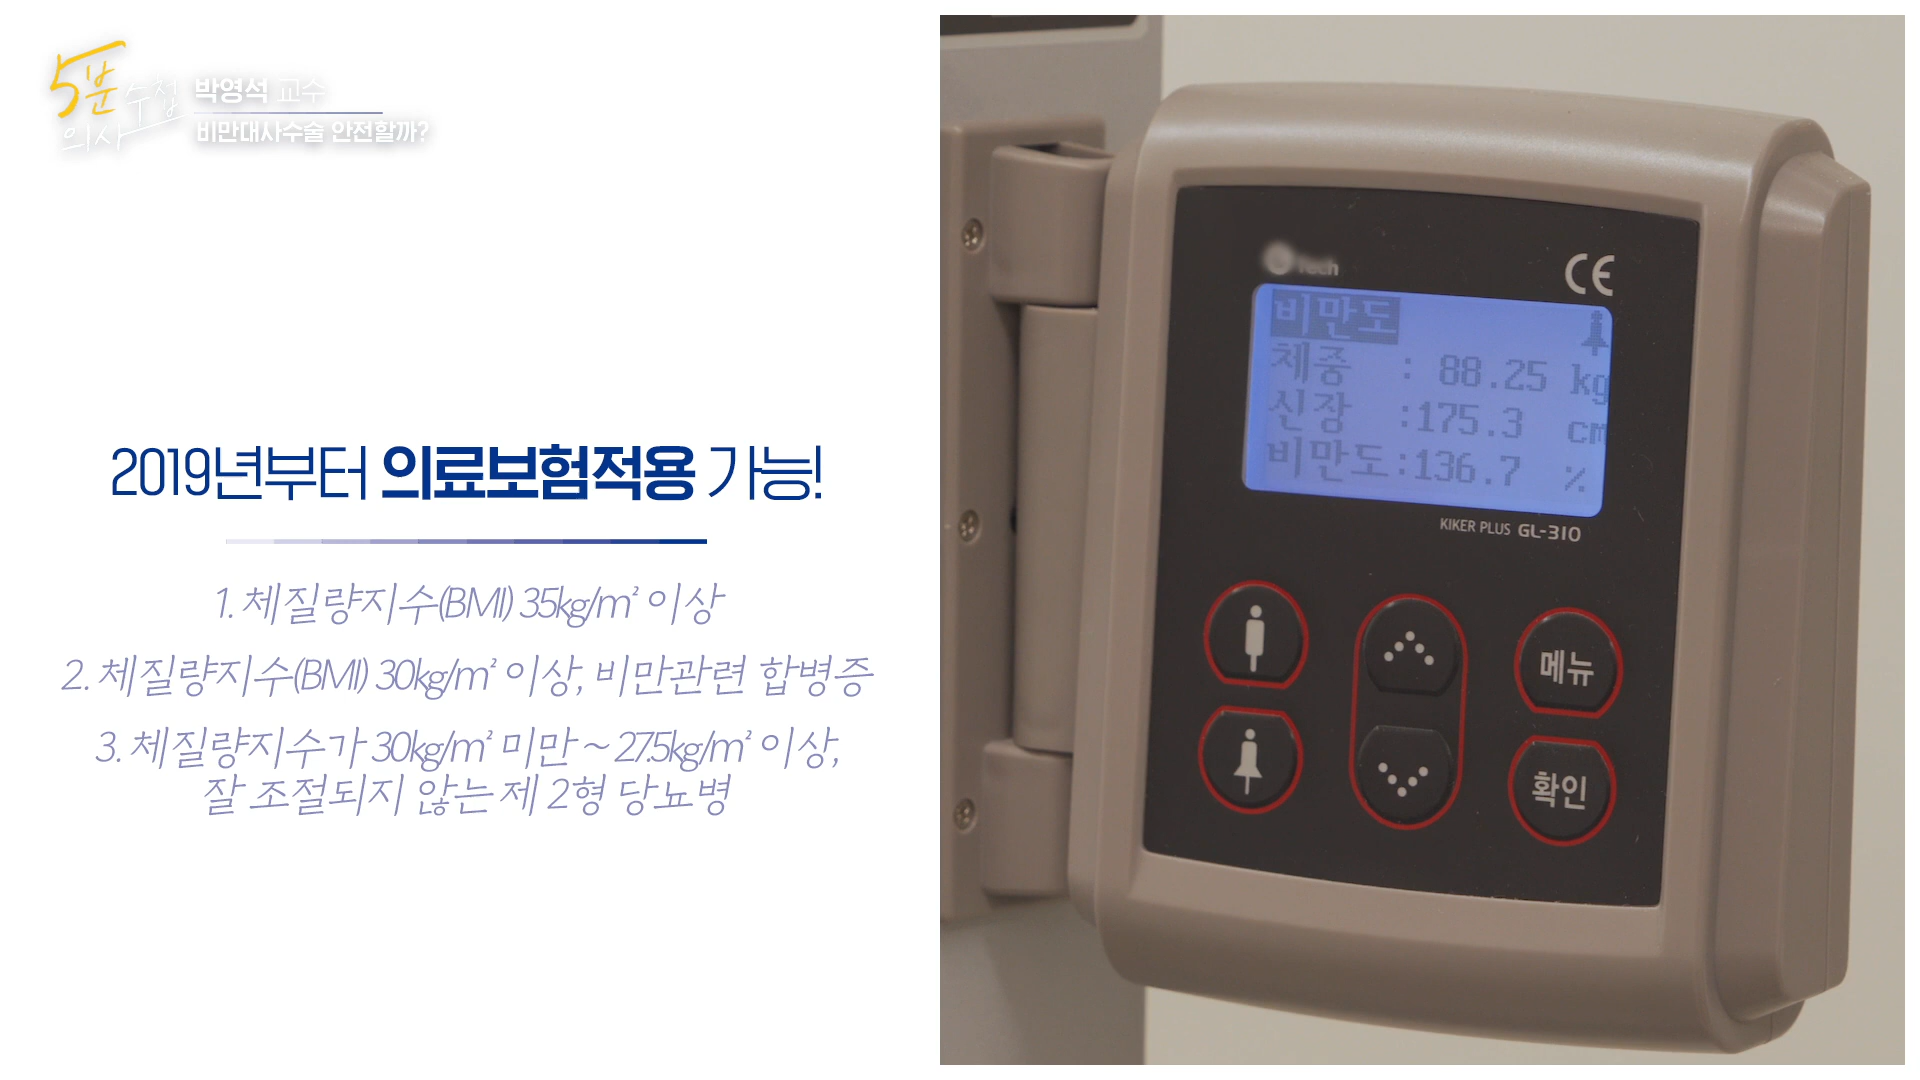 5분
의사
수첩
박영석 교수
비만대사수술 안전할까?
2019년부터 의료보험적용 가능!
1. 체질량지수(BMI) 35kg/m² 이상
2. 체질량지수(BMI) 30kg/m² 이상, 비만관련 합병증
3. 체질량지수가 30kg/m² 미만 ~ 27.5kg/m² 이상,
잘 조절되지 않는 제 2형 당뇨병
Tech
CE
비만도
체중 : 88.25 kg
신장 :175.3 cm
비만도:136.7 %
KIKER PLUS GL-310
메뉴
확인